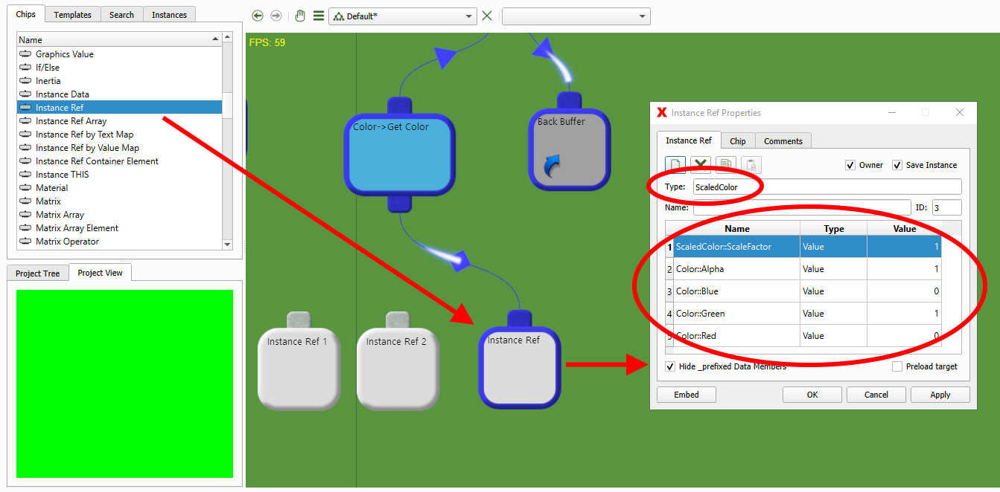 Chips
Templates
Search
Instances
Default*
Name
Graphics Value
If/Else
Inertia
Instance Data
Instance Ref
Instance Ref Array
Instance Ref by Text Map
Instance Ref by Value Map
Instance Ref Container Element
Instance THIS
Material
Matrix
Matrix Array
Matrix Array Element
Matrix Operator
Project Tree
Project View
FPS: 59
Color->Get Color
Back Buffer
Instance Ref 1
Instance Ref 2
Instance Ref
Instance Ref Properties
Instance Ref
Chip
Comments
Owner
Save Instance
Type: ScaledColor
Name:
ID: 3
Name Type Value
1 ScaledColor::ScaleFactor Value 1
2 Color::Alpha Value 1
3 Color::Blue Value 0
4 Color::Green Value 1
5 Color::Red Value 0
Hide _prefixed Data Members
Preload target
Embed
OK
Cancel
Apply